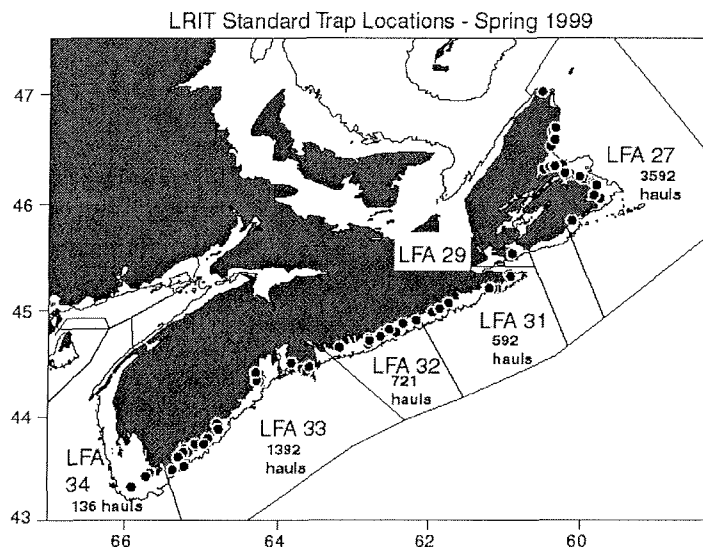 LRIT Standard Trap Locations - Spring 1999
47
46
45
44
43
LFA 27
3592
hauls
LFA 29
LFA 31
592
hauls
LFA 32
721
hauls
LFA 33
1392
hauls
LFA
34
136 hauls
66
64
62
60